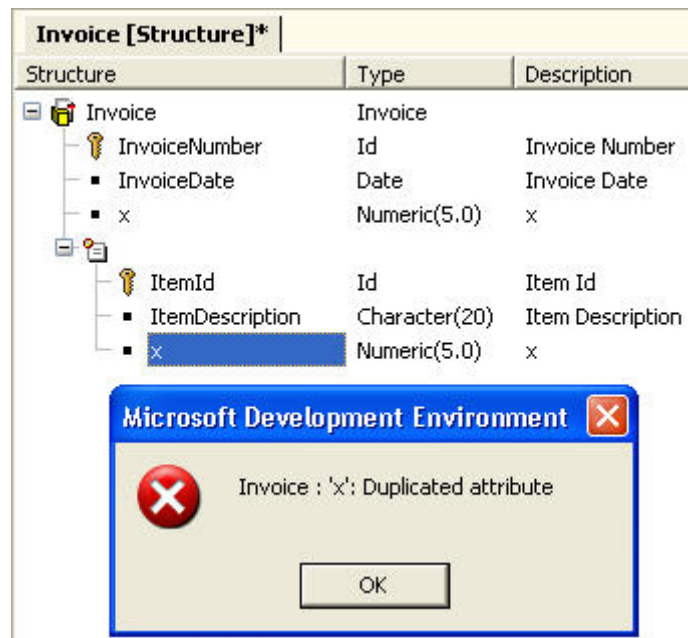 Invoice [Structure]*
Structure Type Description
Invoice Invoice
InvoiceNumber Id Invoice Number
InvoiceDate Date Invoice Date
x Numeric(5.0) x
ItemId Id Item Id
ItemDescription Character(20) Item Description
x Numeric(5.0) x
Microsoft Development Environment
Invoice : 'x': Duplicated attribute
OK